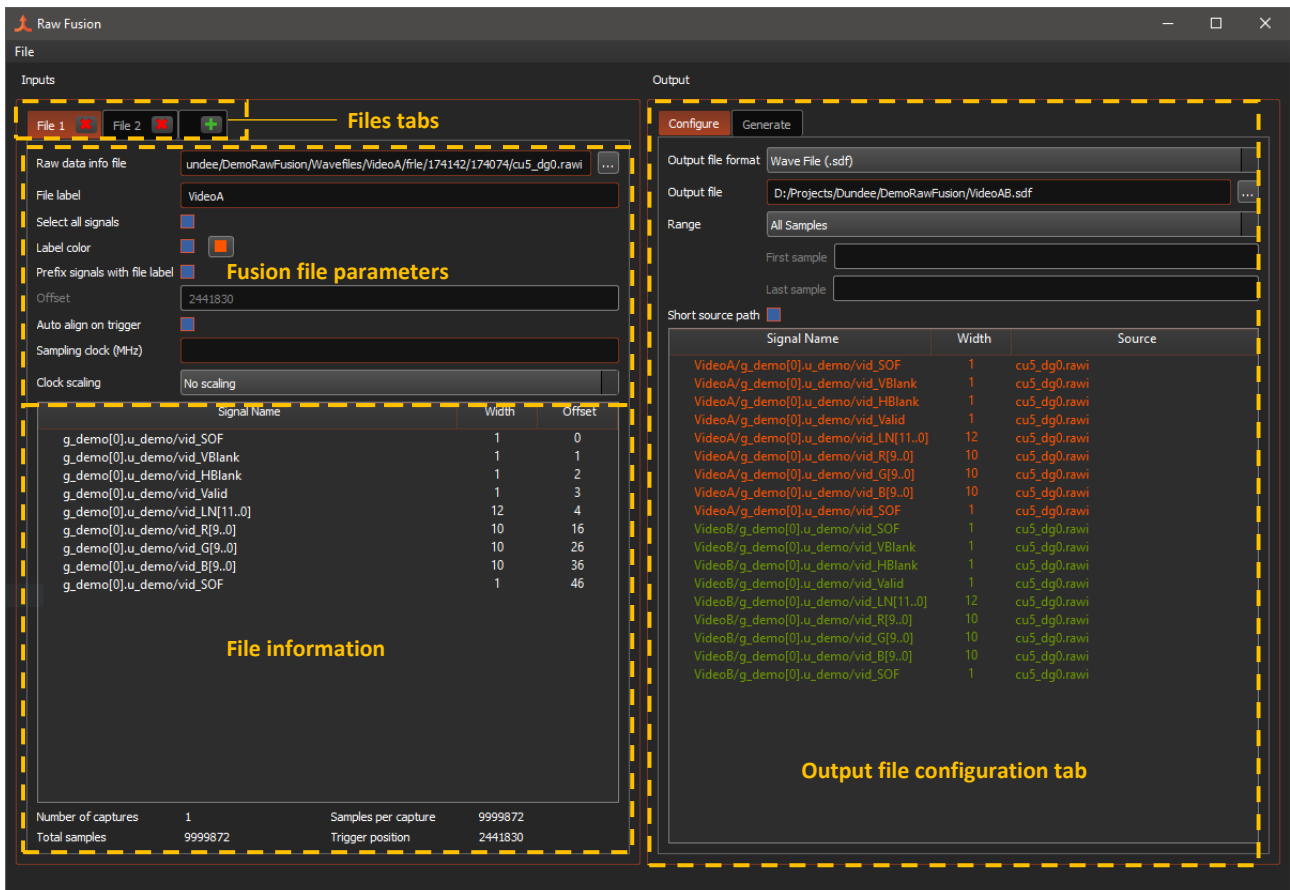 Raw Fusion
File
Inputs
File 1
File 2
Files tabs
Raw data info file undee/DemoRawFusion/Wavefiles/VideoA/frle/174142/174074/cu5_dg0.rawi ...
File label VideoA
Select all signals
Label color
Prefix signals with file label
Fusion file parameters
Offset 2441830
Auto align on trigger
Sampling clock (MHz)
Clock scaling No scaling
Signal Name Width Offset
g_demo[0].u_demo/vid_SOF 1 0
g_demo[0].u_demo/vid_VBlank 1 1
g_demo[0].u_demo/vid_HBlank 1 2
g_demo[0].u_demo/vid_Valid 1 3
g_demo[0].u_demo/vid_LN[11..0] 12 4
g_demo[0].u_demo/vid_R[9..0] 10 16
g_demo[0].u_demo/vid_G[9..0] 10 26
g_demo[0].u_demo/vid_B[9..0] 10 36
g_demo[0].u_demo/vid_SOF 1 46
File information
Number of captures 1 Samples per capture 9999872
Total samples 9999872 Trigger position 2441830
Output
Configure Generate
Output file format Wave File (.sdf)
Output file D:/Projects/Dundee/DemoRawFusion/VideoAB.sdf ...
Range All Samples
First sample
Last sample
Short source path
Signal Name Width Source
VideoA/g_demo[0].u_demo/vid_SOF 1 cu5_dg0.rawi
VideoA/g_demo[0].u_demo/vid_VBlank 1 cu5_dg0.rawi
VideoA/g_demo[0].u_demo/vid_HBlank 1 cu5_dg0.rawi
VideoA/g_demo[0].u_demo/vid_Valid 1 cu5_dg0.rawi
VideoA/g_demo[0].u_demo/vid_LN[11..0] 12 cu5_dg0.rawi
VideoA/g_demo[0].u_demo/vid_R[9..0] 10 cu5_dg0.rawi
VideoA/g_demo[0].u_demo/vid_G[9..0] 10 cu5_dg0.rawi
VideoA/g_demo[0].u_demo/vid_B[9..0] 10 cu5_dg0.rawi
VideoA/g_demo[0].u_demo/vid_SOF 1 cu5_dg0.rawi
VideoB/g_demo[0].u_demo/vid_SOF 1 cu5_dg0.rawi
VideoB/g_demo[0].u_demo/vid_VBlank 1 cu5_dg0.rawi
VideoB/g_demo[0].u_demo/vid_HBlank 1 cu5_dg0.rawi
VideoB/g_demo[0].u_demo/vid_Valid 1 cu5_dg0.rawi
VideoB/g_demo[0].u_demo/vid_LN[11..0] 12 cu5_dg0.rawi
VideoB/g_demo[0].u_demo/vid_R[9..0] 10 cu5_dg0.rawi
VideoB/g_demo[0].u_demo/vid_G[9..0] 10 cu5_dg0.rawi
VideoB/g_demo[0].u_demo/vid_B[9..0] 10 cu5_dg0.rawi
VideoB/g_demo[0].u_demo/vid_SOF 1 cu5_dg0.rawi
Output file configuration tab